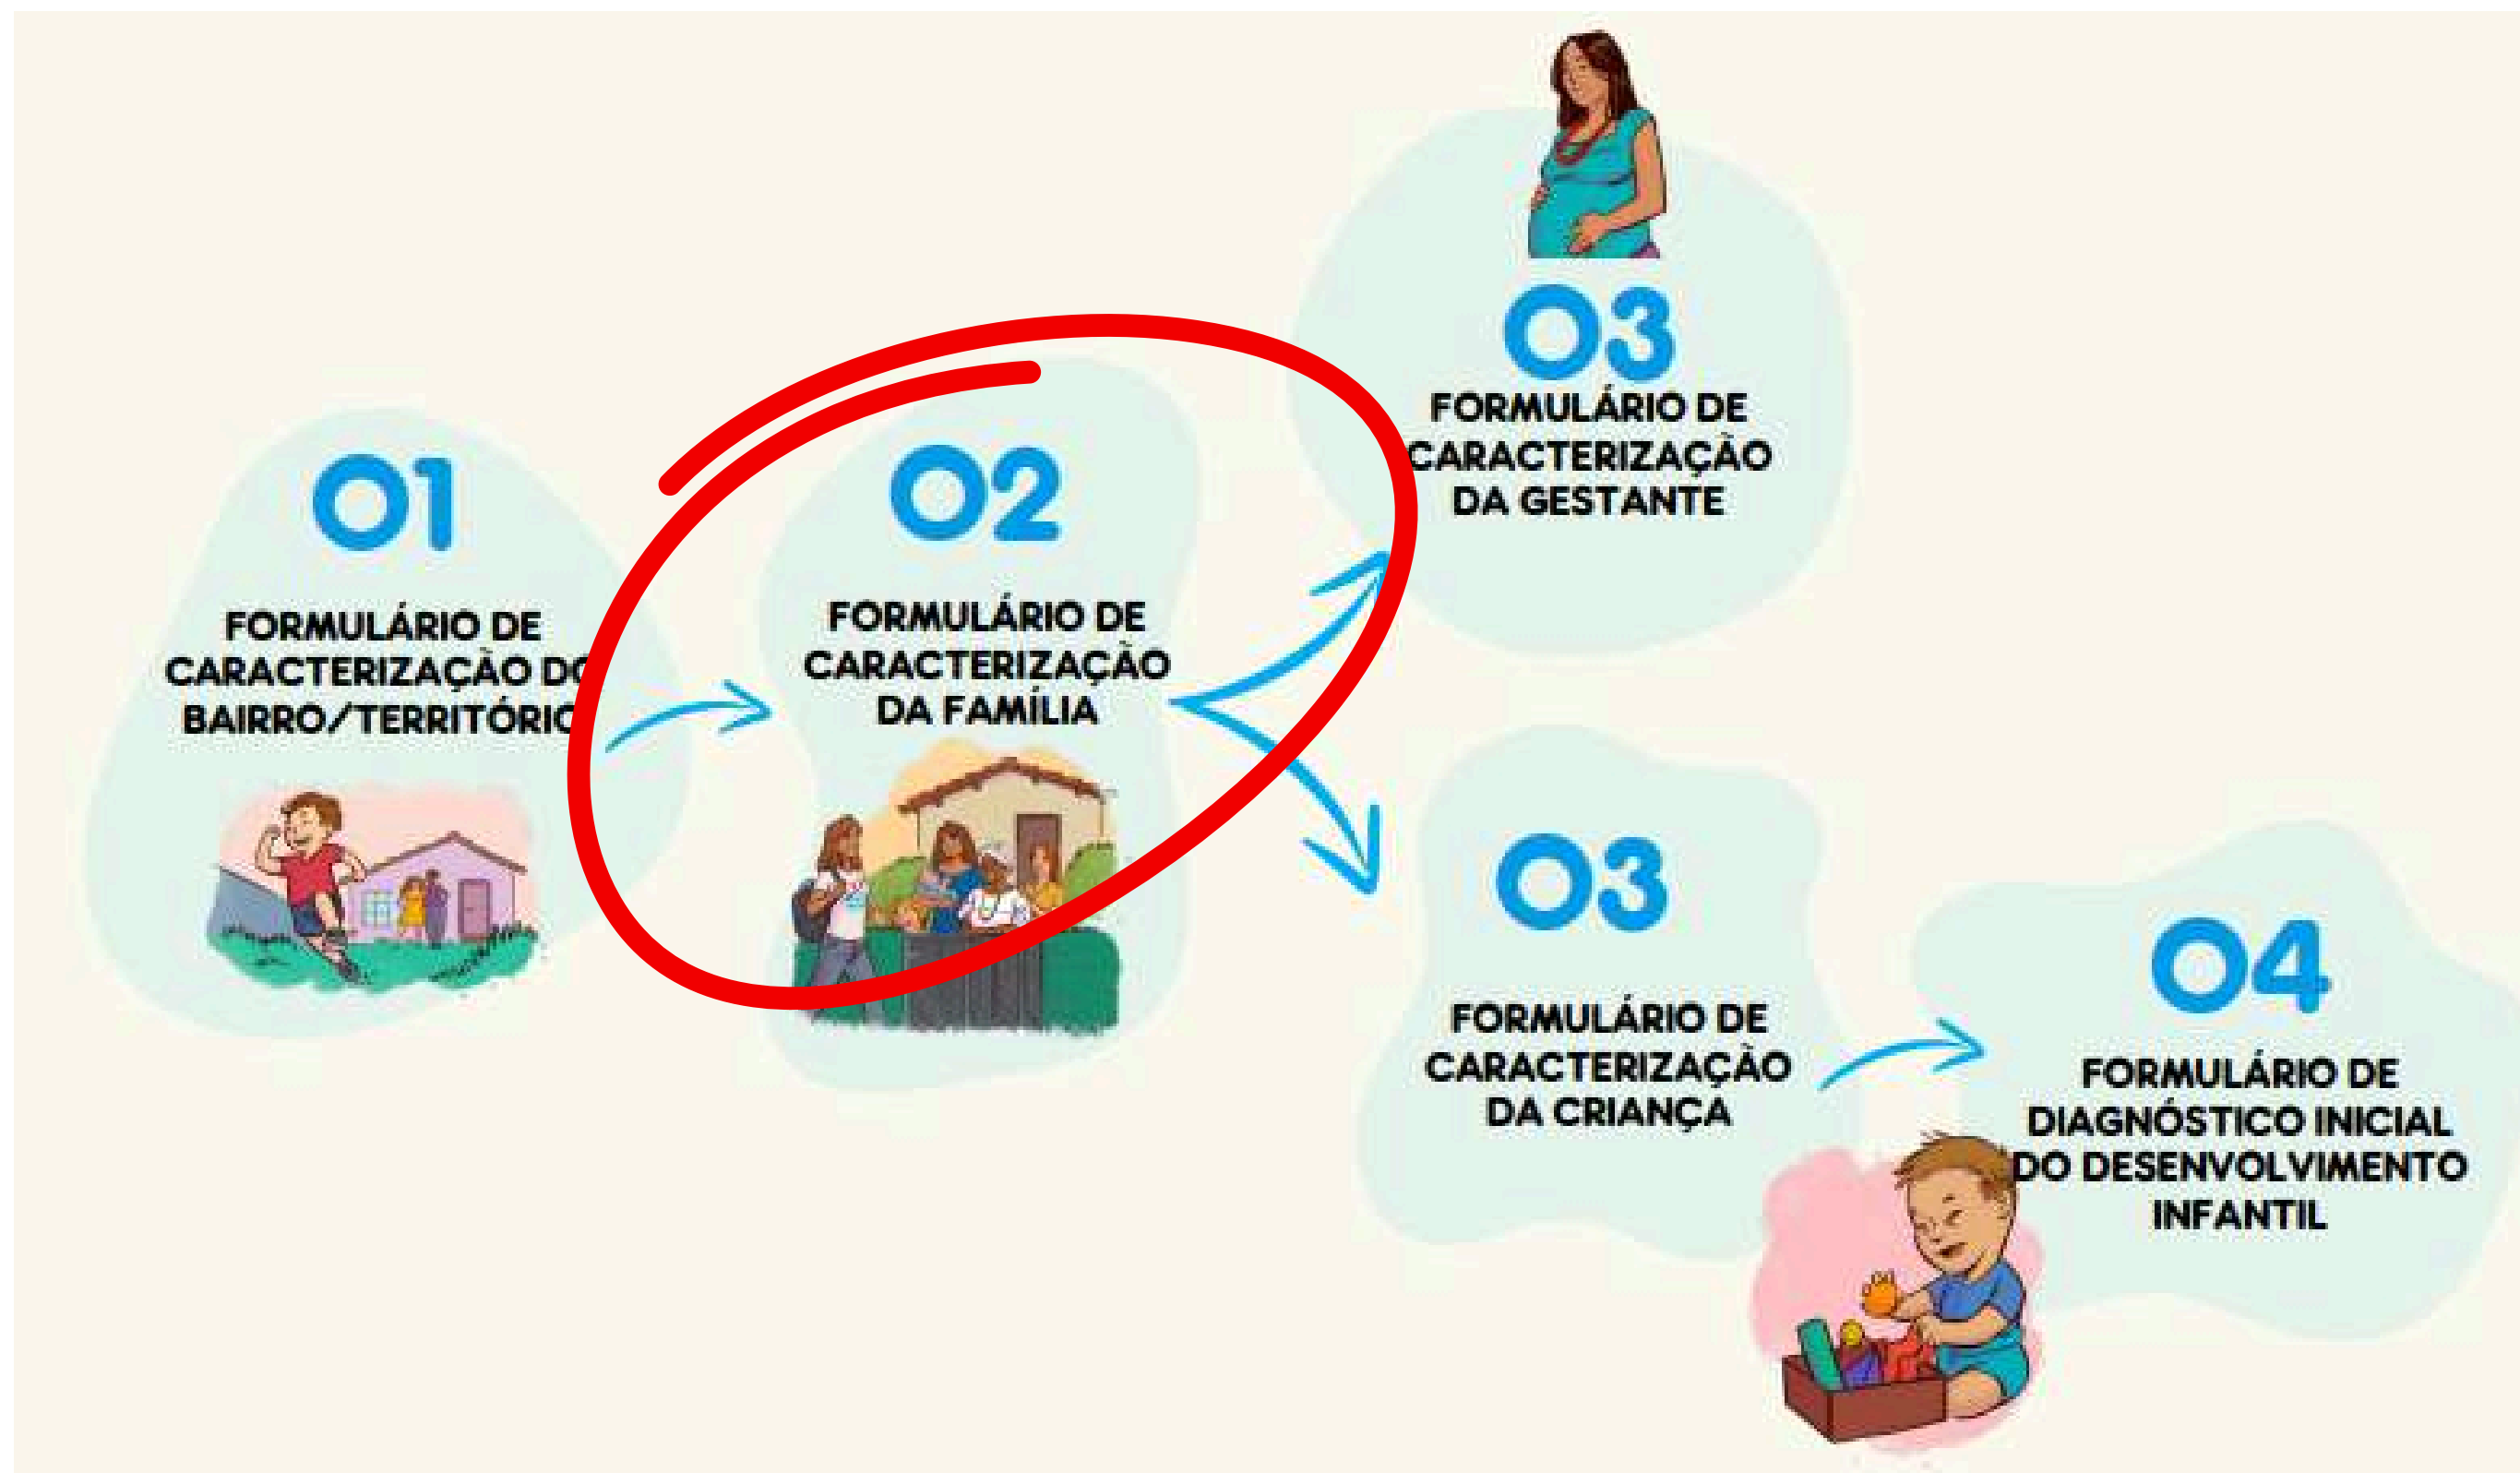 01
FORMULÁRIO DE
CARACTERIZAÇÃO DO
BAIRRO/TERRITÓRIO
02
FORMULÁRIO DE
CARACTERIZAÇÃO
DA FAMÍLIA
03
FORMULÁRIO DE
CARACTERIZAÇÃO
DA GESTANTE
03
FORMULÁRIO DE
CARACTERIZAÇÃO
DA CRIANÇA
04
FORMULÁRIO DE
DIAGNÓSTICO INICIAL
DO DESENVOLVIMENTO
INFANTIL